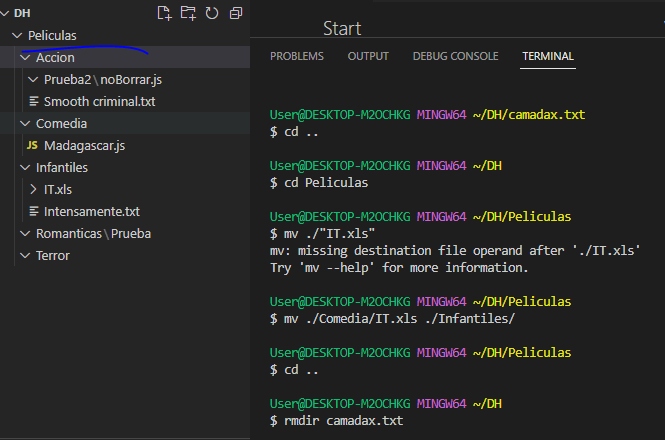 DH
Peliculas
Accion
Prueba2\noBorrar.js
Smooth criminal.txt
Comedia
JS Madagascar.js
Infantiles
IT.xls
Intensamente.txt
Romanticas\Prueba
Terror
Start
PROBLEMS OUTPUT DEBUG CONSOLE TERMINAL
User@DESKTOP-M2OCHKG MINGW64 ~/DH/camadax.txt
$ cd ..
User@DESKTOP-M2OCHKG MINGW64 ~/DH
$ cd Peliculas
User@DESKTOP-M2OCHKG MINGW64 ~/DH/Peliculas
$ mv ./"IT.xls"
mv: missing destination file operand after './IT.xls'
Try 'mv --help' for more information.
User@DESKTOP-M2OCHKG MINGW64 ~/DH/Peliculas
$ mv ./Comedia/IT.xls ./Infantiles/
User@DESKTOP-M2OCHKG MINGW64 ~/DH/Peliculas
$ cd ..
User@DESKTOP-M2OCHKG MINGW64 ~/DH
$ rmdir camadax.txt